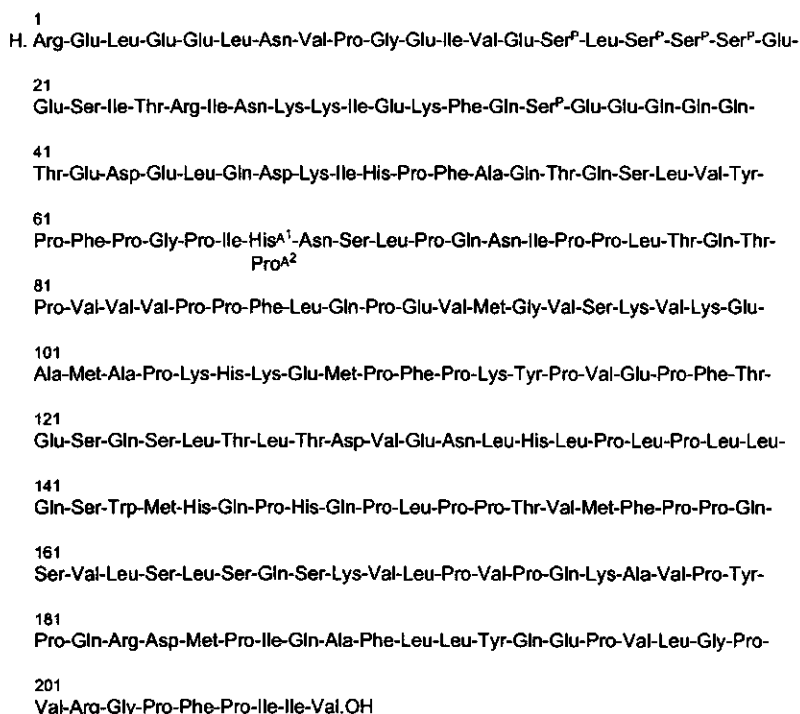 1
H. Arg-Glu-Leu-Glu-Glu-Leu-Asn-Val-Pro-Gly-Glu-Ile-Val-Glu-Serᴾ-Leu-Serᴾ-Serᴾ-Serᴾ-Glu-
21
Glu-Ser-Ile-Thr-Arg-Ile-Asn-Lys-Lys-Ile-Glu-Lys-Phe-Gln-Serᴾ-Glu-Glu-Gln-Gln-Gln-
41
Thr-Glu-Asp-Glu-Leu-Gln-Asp-Lys-Ile-His-Pro-Phe-Ala-Gln-Thr-Gln-Ser-Leu-Val-Tyr-
61
Pro-Phe-Pro-Gly-Pro-Ile-Hisᴬ¹-Asn-Ser-Leu-Pro-Gln-Asn-Ile-Pro-Pro-Leu-Thr-Gln-Thr-
Proᴬ²
81
Pro-Val-Val-Val-Pro-Pro-Phe-Leu-Gln-Pro-Glu-Val-Met-Gly-Val-Ser-Lys-Val-Lys-Glu-
101
Ala-Met-Ala-Pro-Lys-His-Lys-Glu-Met-Pro-Phe-Pro-Lys-Tyr-Pro-Val-Glu-Pro-Phe-Thr-
121
Glu-Ser-Gln-Ser-Leu-Thr-Leu-Thr-Asp-Val-Glu-Asn-Leu-His-Leu-Pro-Leu-Pro-Leu-Leu-
141
Gln-Ser-Trp-Met-His-Gln-Pro-His-Gln-Pro-Leu-Pro-Pro-Thr-Val-Met-Phe-Pro-Pro-Gln-
161
Ser-Val-Leu-Ser-Leu-Ser-Gln-Ser-Lys-Val-Leu-Pro-Val-Pro-Gln-Lys-Ala-Val-Pro-Tyr-
181
Pro-Gln-Arg-Asp-Met-Pro-Ile-Gln-Ala-Phe-Leu-Leu-Tyr-Gln-Glu-Pro-Val-Leu-Gly-Pro-
201
Val-Arg-Gly-Pro-Phe-Pro-Ile-Ile-Val.OH